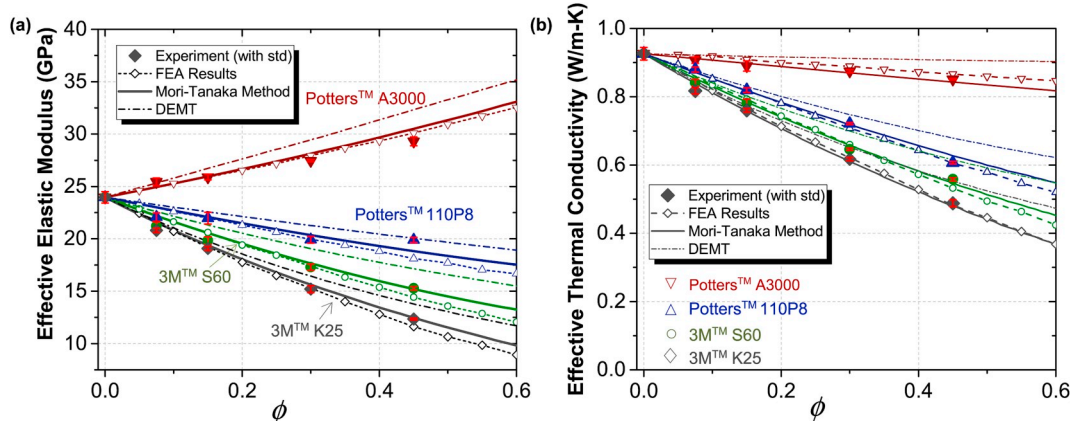 (a)
Effective Elastic Modulus (GPa)
40
35
30
25
20
15
10
0.0
0.2
0.4
0.6
ϕ
Experiment (with std)
FEA Results
Mori-Tanaka Method
DEMT
Potters™ A3000
Potters™ 110P8
3M™ S60
3M™ K25
(b)
Effective Thermal Conductivity (W/m-K)
1.0
0.8
0.6
0.4
0.2
0.0
0.0
0.2
0.4
0.6
ϕ
Experiment (with std)
FEA Results
Mori-Tanaka Method
DEMT
Potters™ A3000
Potters™ 110P8
3M™ S60
3M™ K25